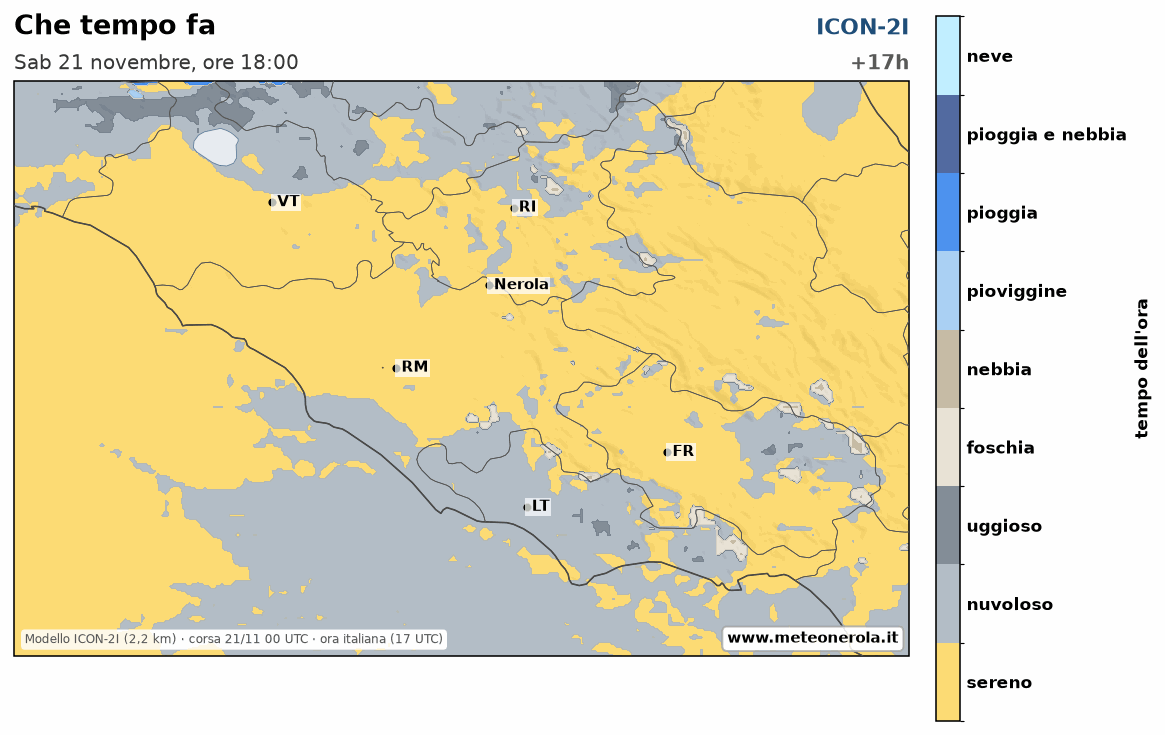 Che tempo fa
ICON-2I
Sab 21 novembre, ore 18:00
+17h
neve
pioggia e nebbia
pioggia
pioviggine
nebbia
foschia
uggioso
nuvoloso
sereno
tempo dell'ora
VT
RI
Nerola
RM
FR
LT
Modello ICON-2I (2,2 km) · corsa 21/11 00 UTC · ora italiana (17 UTC)
www.meteonerola.it